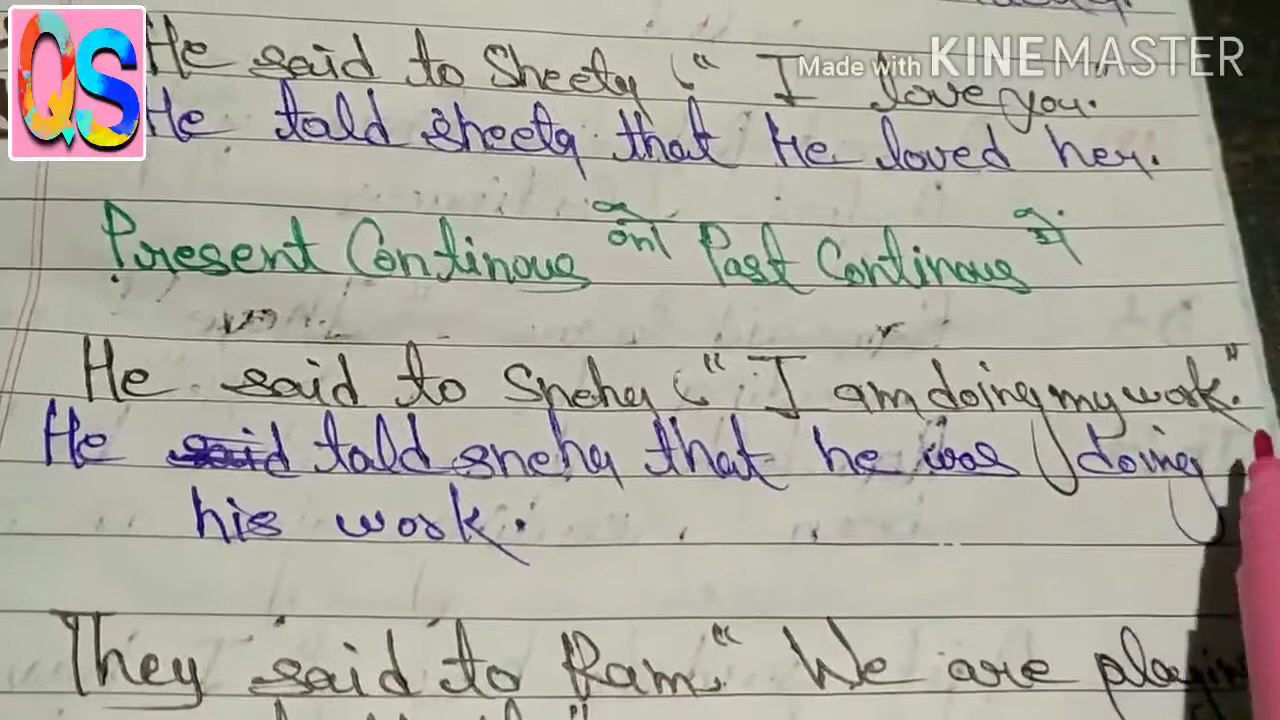 QS
Made with KINEMASTER
He said to Sheety, " I love you."
He told sheeta that He loved her.
Present Continous को Past Continous में
He said to Sneha, " I am doing my work."
He said told sneha that he was doing
his work.
They said to Ram, " We are playing